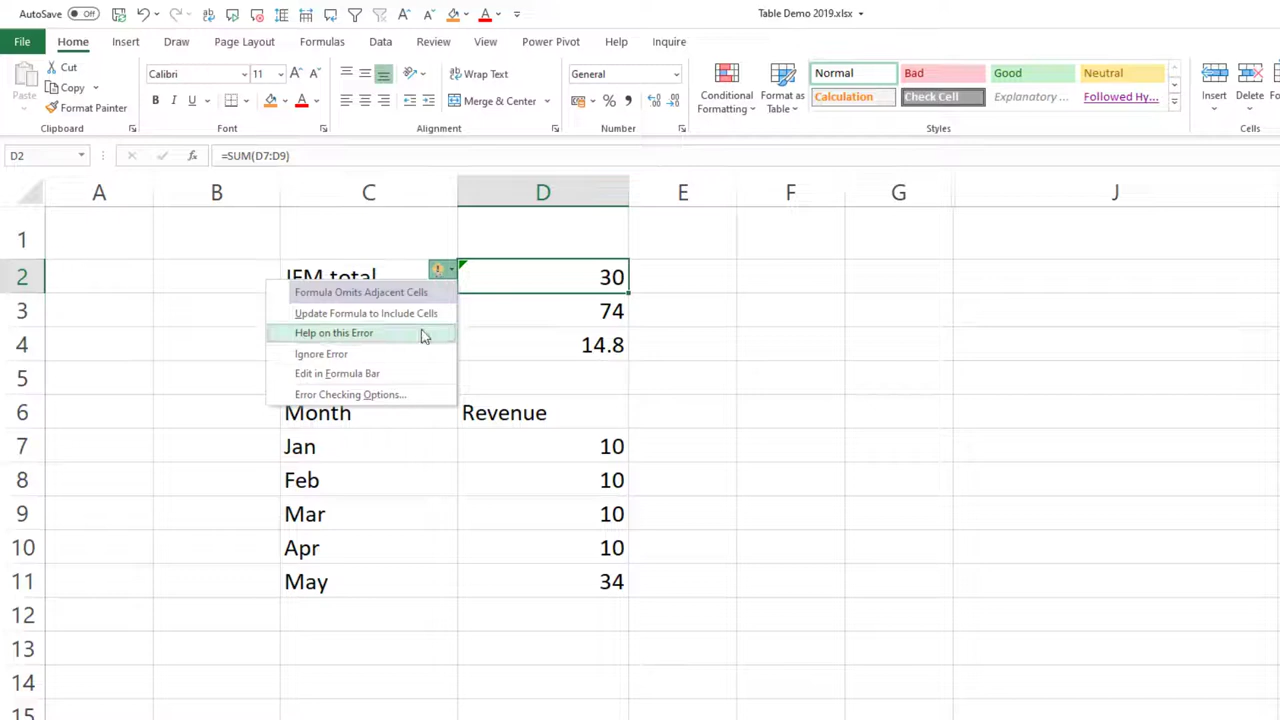 AutoSave Off
Table Demo 2019.xlsx
File Home Insert Draw Page Layout Formulas Data Review View Power Pivot Help Inquire
Paste
Cut
Copy
Format Painter
Clipboard
Calibri 11
B I U
Font
Wrap Text
Merge & Center
Alignment
General
Number
Conditional
Formatting
Format as
Table
Normal Bad Good Neutral
Calculation Check Cell Explanatory ... Followed Hy...
Styles
Insert Delete
Cells
D2 fx =SUM(D7:D9)
A B C D E F G J
1
2 JFM total 30
Formula Omits Adjacent Cells
Update Formula to Include Cells
Help on this Error
Ignore Error
Edit in Formula Bar
Error Checking Options...
3 74
4 14.8
5
6 Month Revenue
7 Jan 10
8 Feb 10
9 Mar 10
10 Apr 10
11 May 34
12
13
14
15